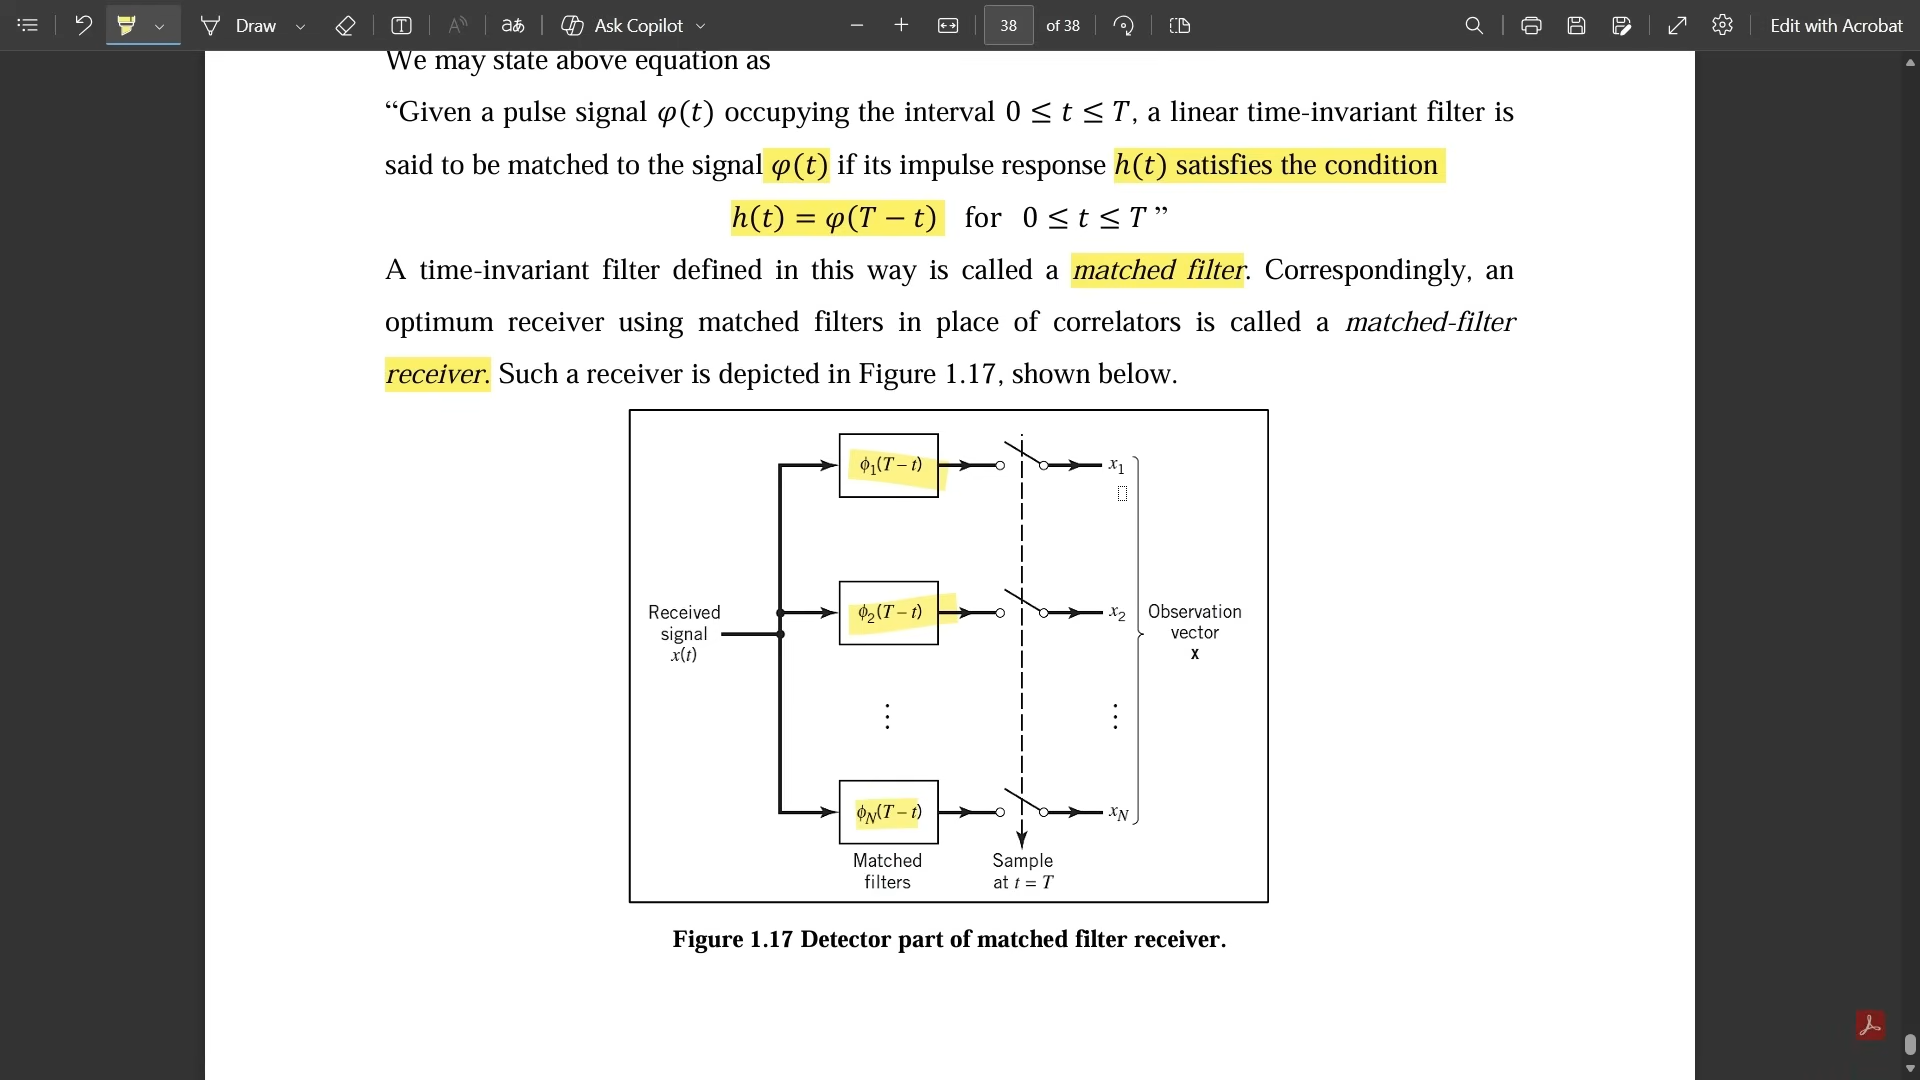 Draw
Ask Copilot
38 of 38
Edit with Acrobat
We may state above equation as
“Given a pulse signal φ(t) occupying the interval 0 ≤ t ≤ T, a linear time-invariant filter is
said to be matched to the signal φ(t) if its impulse response h(t) satisfies the condition
h(t) = φ(T − t) for 0 ≤ t ≤ T ”
A time-invariant filter defined in this way is called a matched filter. Correspondingly, an
optimum receiver using matched filters in place of correlators is called a matched-filter
receiver. Such a receiver is depicted in Figure 1.17, shown below.
ϕ1(T – t)
x1
Received
signal
x(t)
ϕ2(T – t)
x2
Observation
vector
x
⋮
⋮
ϕN(T – t)
xN
Matched
filters
Sample
at t = T
Figure 1.17 Detector part of matched filter receiver.